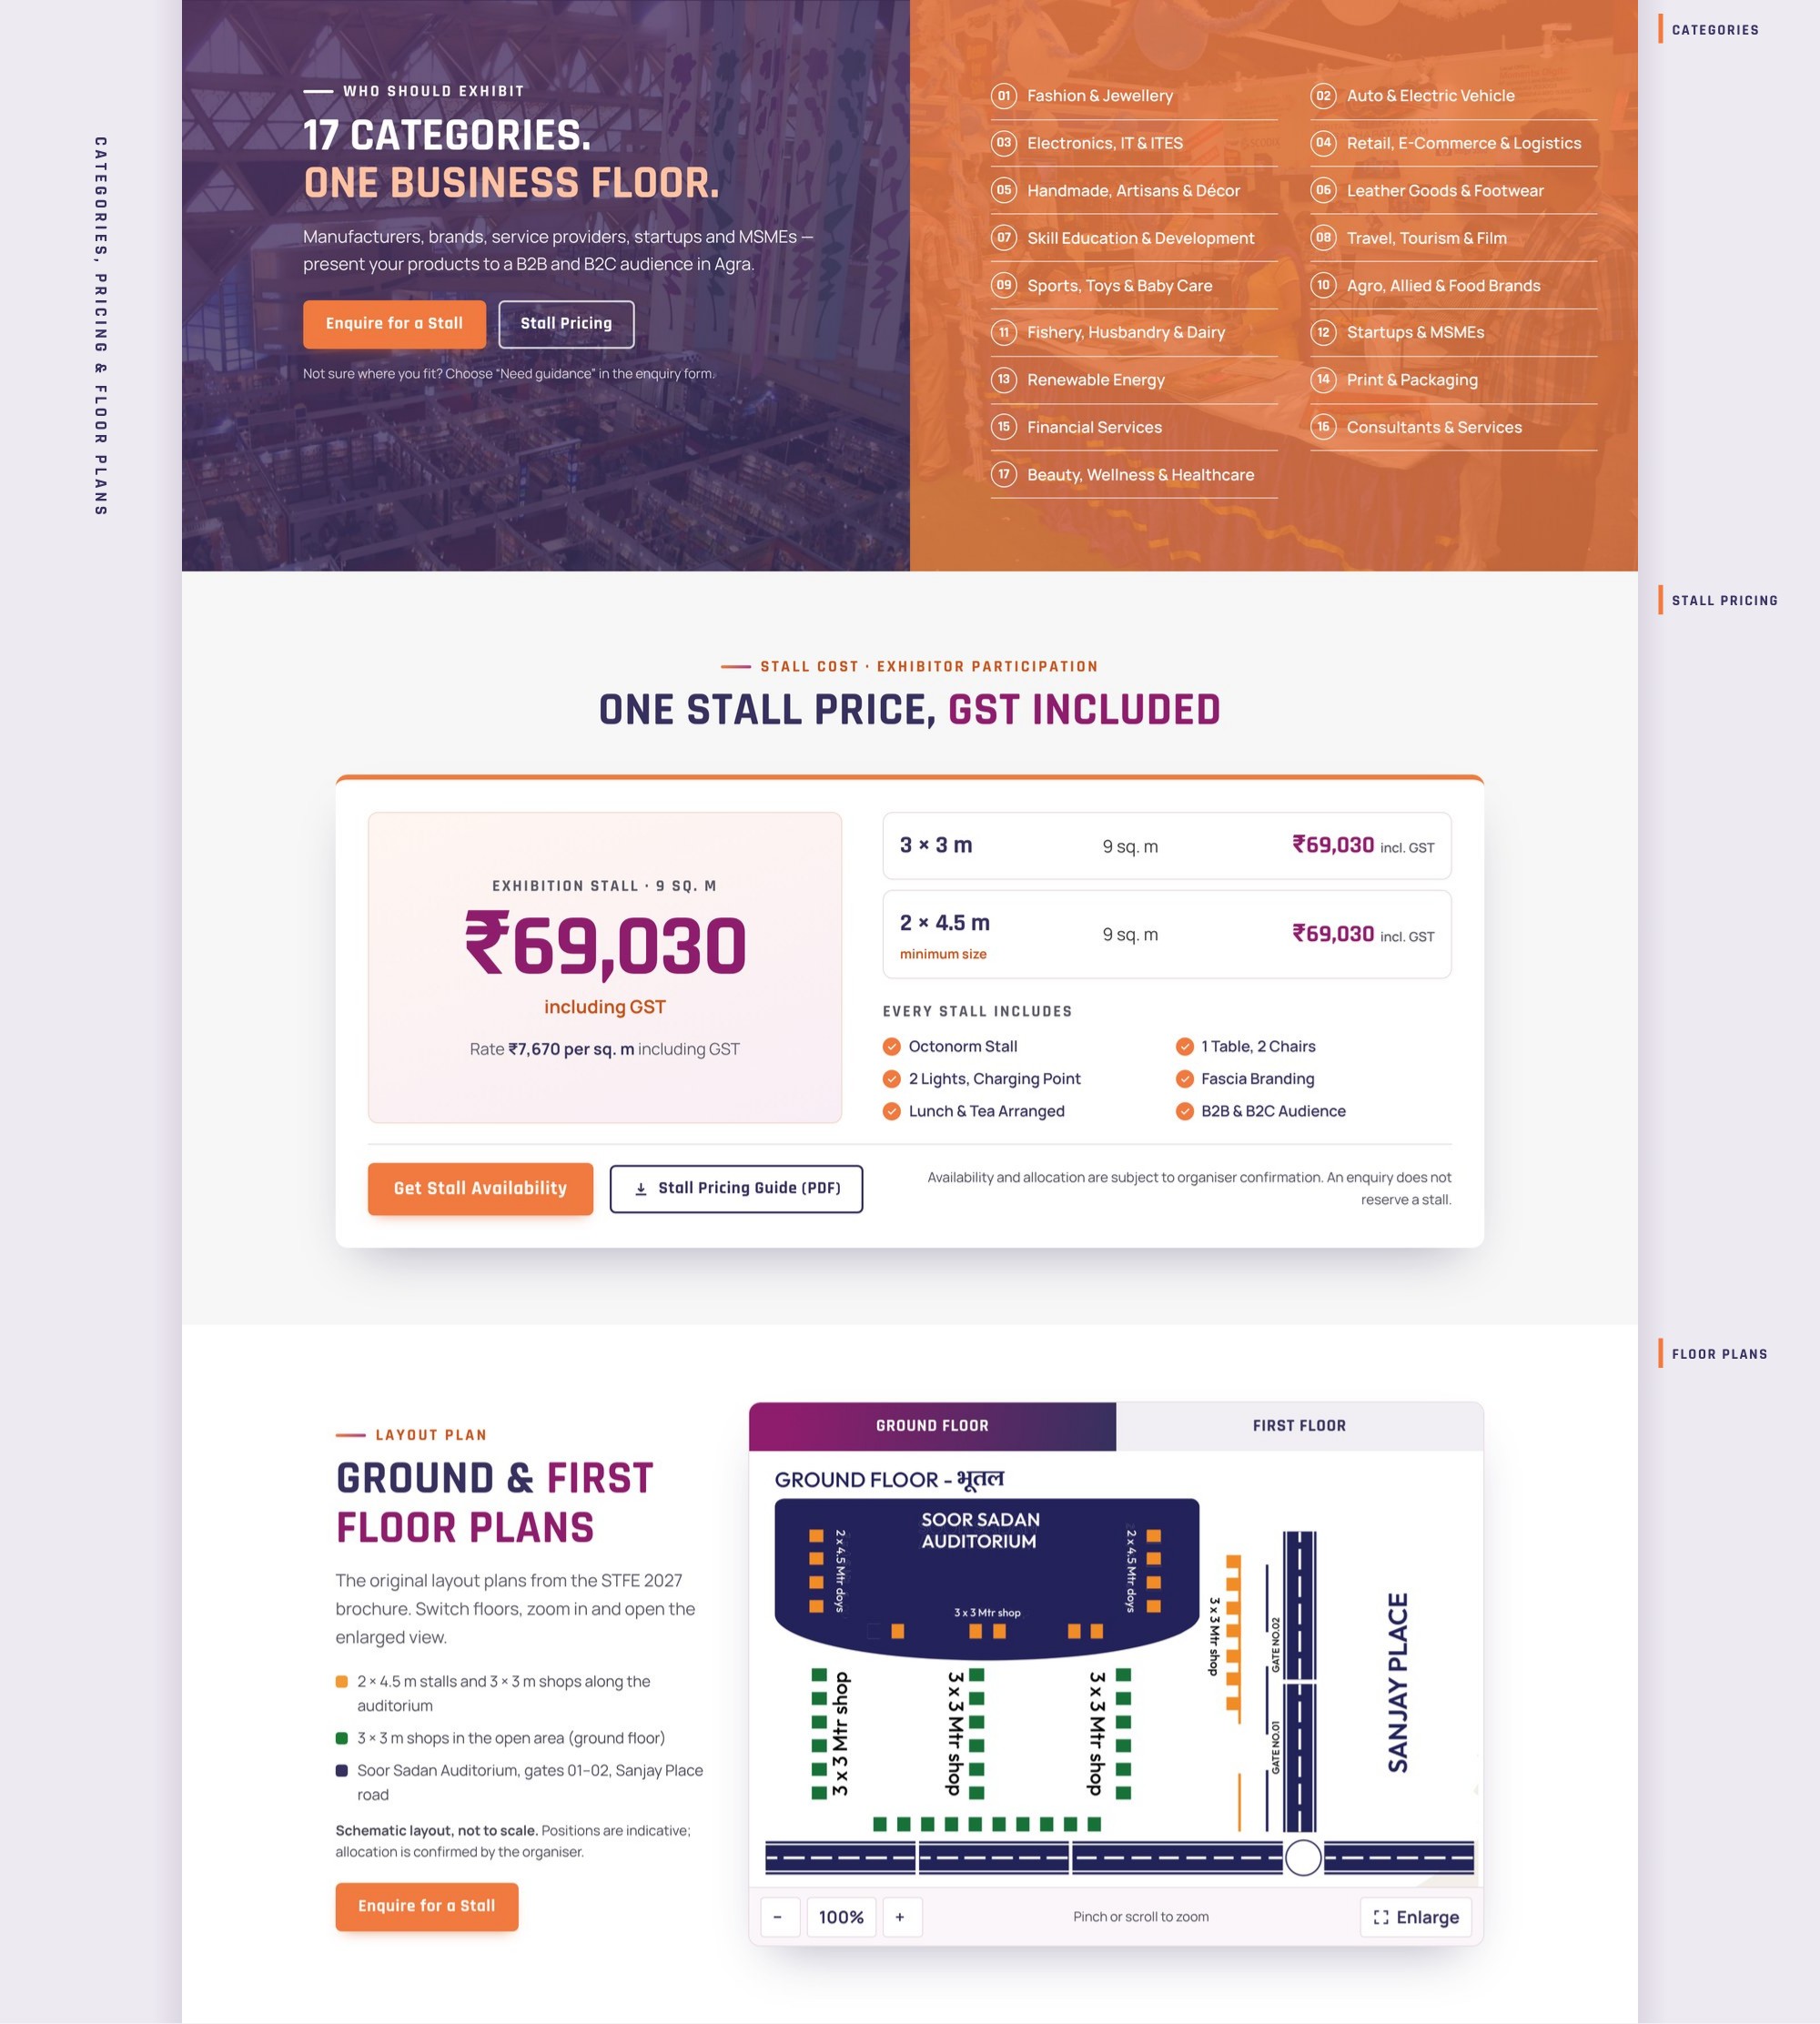 CATEGORIES, PRICING & FLOOR PLANS
CATEGORIES
WHO SHOULD EXHIBIT
17 CATEGORIES.
ONE BUSINESS FLOOR.
Manufacturers, brands, service providers, startups and MSMEs —
present your products to a B2B and B2C audience in Agra.
Enquire for a Stall
Stall Pricing
Not sure where you fit? Choose “Need guidance” in the enquiry form.
01 Fashion & Jewellery
02 Auto & Electric Vehicle
03 Electronics, IT & ITES
04 Retail, E-Commerce & Logistics
05 Handmade, Artisans & Décor
06 Leather Goods & Footwear
07 Skill Education & Development
08 Travel, Tourism & Film
09 Sports, Toys & Baby Care
10 Agro, Allied & Food Brands
11 Fishery, Husbandry & Dairy
12 Startups & MSMEs
13 Renewable Energy
14 Print & Packaging
15 Financial Services
16 Consultants & Services
17 Beauty, Wellness & Healthcare
STALL PRICING
STALL COST · EXHIBITOR PARTICIPATION
ONE STALL PRICE, GST INCLUDED
EXHIBITION STALL · 9 SQ. M
₹69,030
including GST
Rate ₹7,670 per sq. m including GST
3 × 3 m 9 sq. m ₹69,030 incl. GST
2 × 4.5 m 9 sq. m ₹69,030 incl. GST
minimum size
EVERY STALL INCLUDES
Octonorm Stall
1 Table, 2 Chairs
2 Lights, Charging Point
Fascia Branding
Lunch & Tea Arranged
B2B & B2C Audience
Get Stall Availability
Stall Pricing Guide (PDF)
Availability and allocation are subject to organiser confirmation. An enquiry does not
reserve a stall.
FLOOR PLANS
LAYOUT PLAN
GROUND & FIRST
FLOOR PLANS
The original layout plans from the STFE 2027
brochure. Switch floors, zoom in and open the
enlarged view.
2 × 4.5 m stalls and 3 × 3 m shops along the
auditorium
3 × 3 m shops in the open area (ground floor)
Soor Sadan Auditorium, gates 01–02, Sanjay Place
road
Schematic layout, not to scale. Positions are indicative;
allocation is confirmed by the organiser.
Enquire for a Stall
GROUND FLOOR
FIRST FLOOR
GROUND FLOOR - भूतल
SOOR SADAN
AUDITORIUM
2 x 4.5 Mtr doys
2 x 4.5 Mtr doys
3 x 3 Mtr shop
3 x 3 Mtr shop
3 x 3 Mtr shop
3 x 3 Mtr shop
3 x 3 Mtr shop
GATE NO.02
GATE NO.01
SANJAY PLACE
− 100% +
Pinch or scroll to zoom
Enlarge